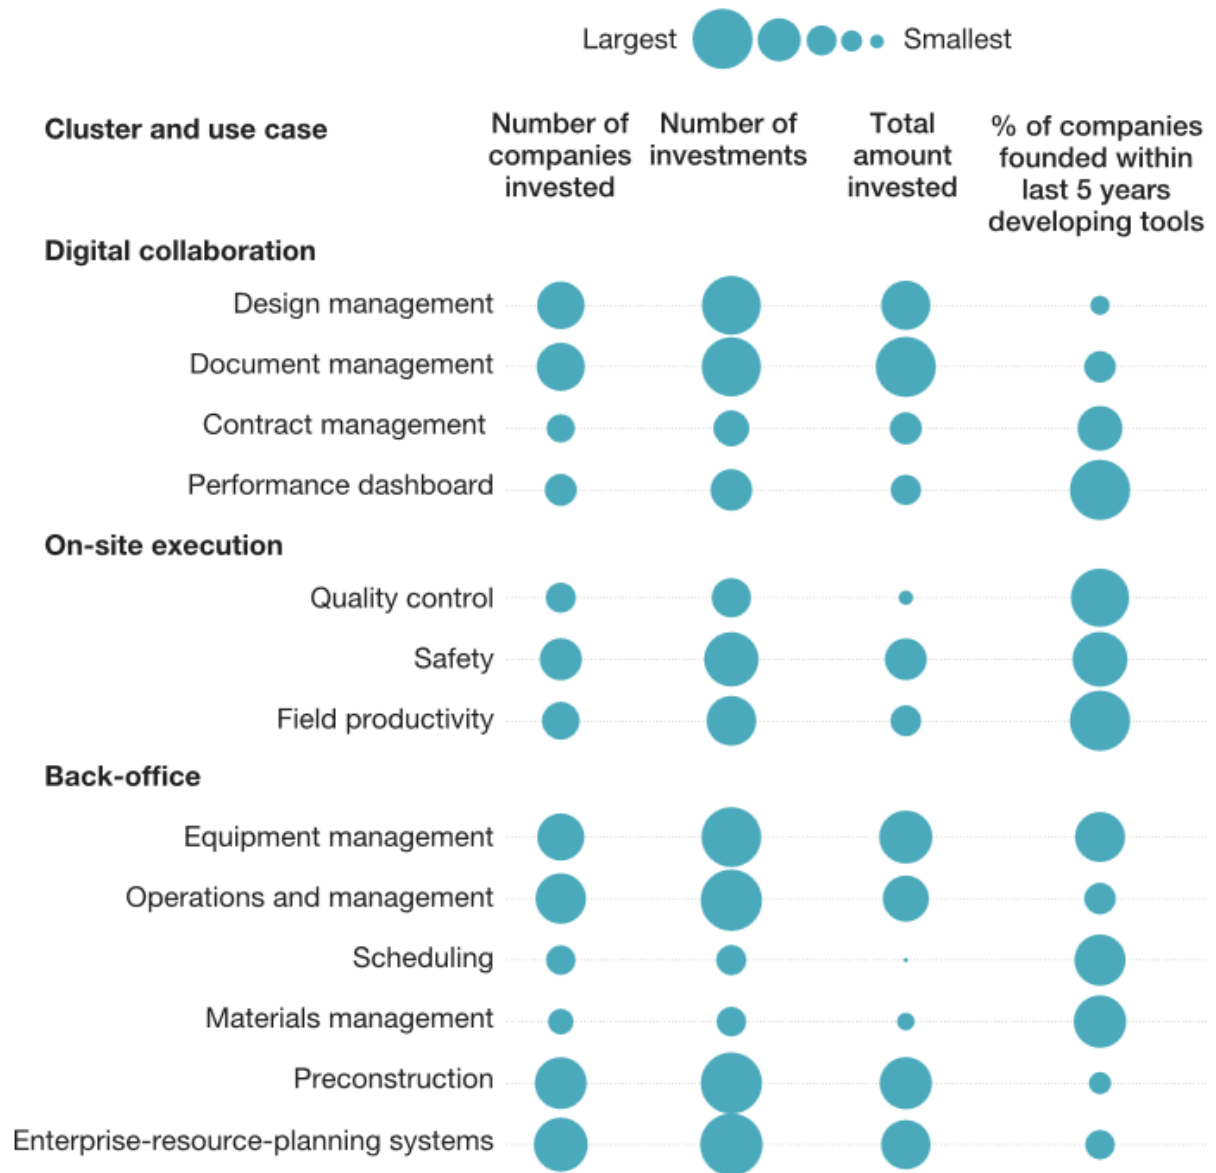 Largest Smallest
Cluster and use case
Number of
companies
invested
Number of
investments
Total
amount
invested
% of companies
founded within
last 5 years
developing tools
Digital collaboration
Design management
Document management
Contract management
Performance dashboard
On-site execution
Quality control
Safety
Field productivity
Back-office
Equipment management
Operations and management
Scheduling
Materials management
Preconstruction
Enterprise-resource-planning systems